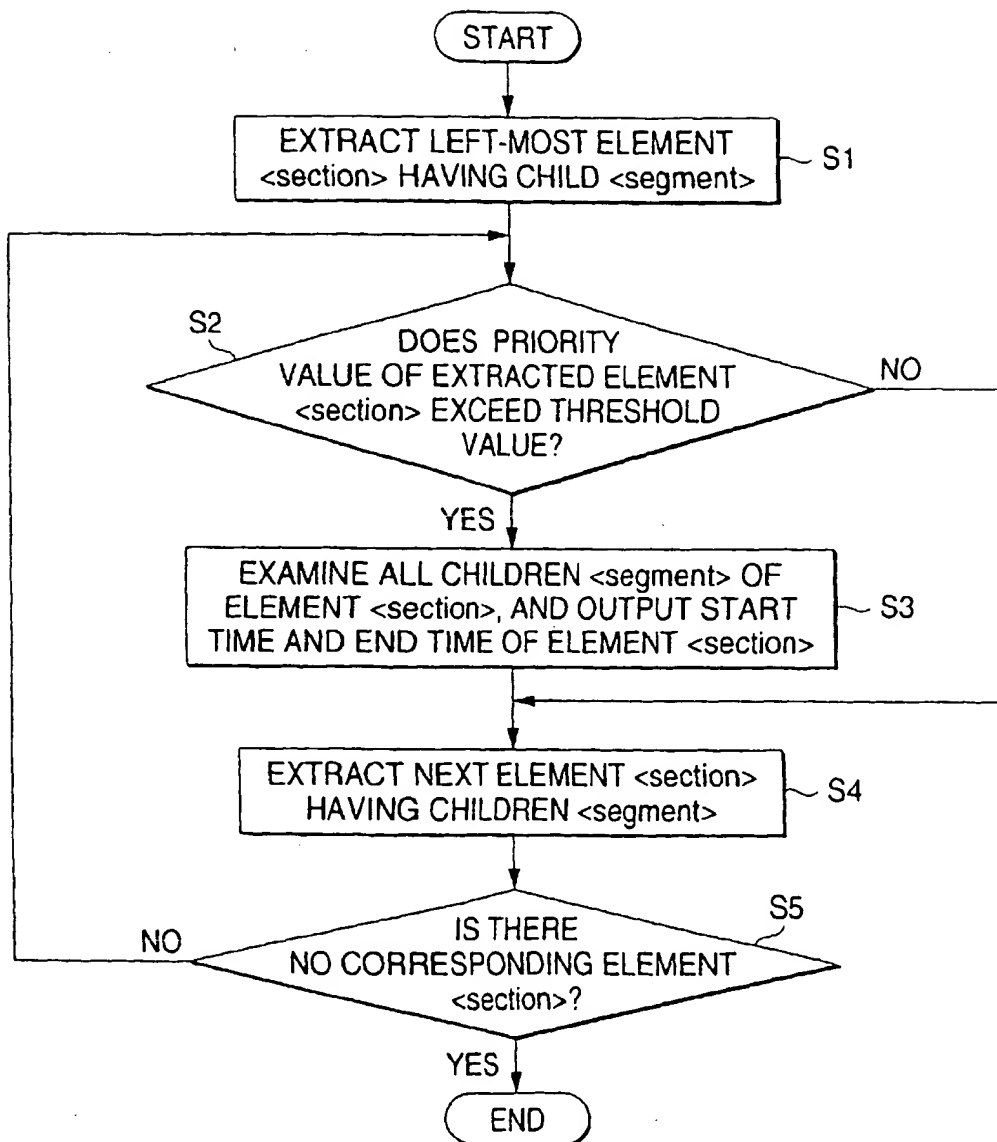 START
EXTRACT LEFT-MOST ELEMENT
<section> HAVING CHILD <segment>
S1
S2
DOES PRIORITY
VALUE OF EXTRACTED ELEMENT
<section> EXCEED THRESHOLD
VALUE?
NO
YES
EXAMINE ALL CHILDREN <segment> OF
ELEMENT <section>, AND OUTPUT START
TIME AND END TIME OF ELEMENT <section>
S3
EXTRACT NEXT ELEMENT <section>
HAVING CHILDREN <segment>
S4
S5
NO
IS THERE
NO CORRESPONDING ELEMENT
<section>?
YES
END